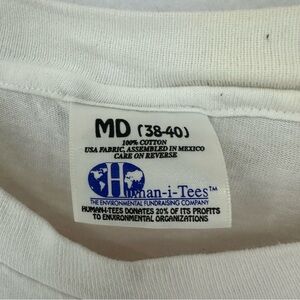 MD (38-40)
100% COTTON
USA FABRIC, ASSEMBLED IN MEXICO
CARE ON REVERSE
Human-i-Tees™
THE ENVIRONMENTAL FUNDRAISING COMPANY
HUMAN-I-TEES DONATES 20% OF ITS PROFITS
TO ENVIRONMENTAL ORGANIZATIONS